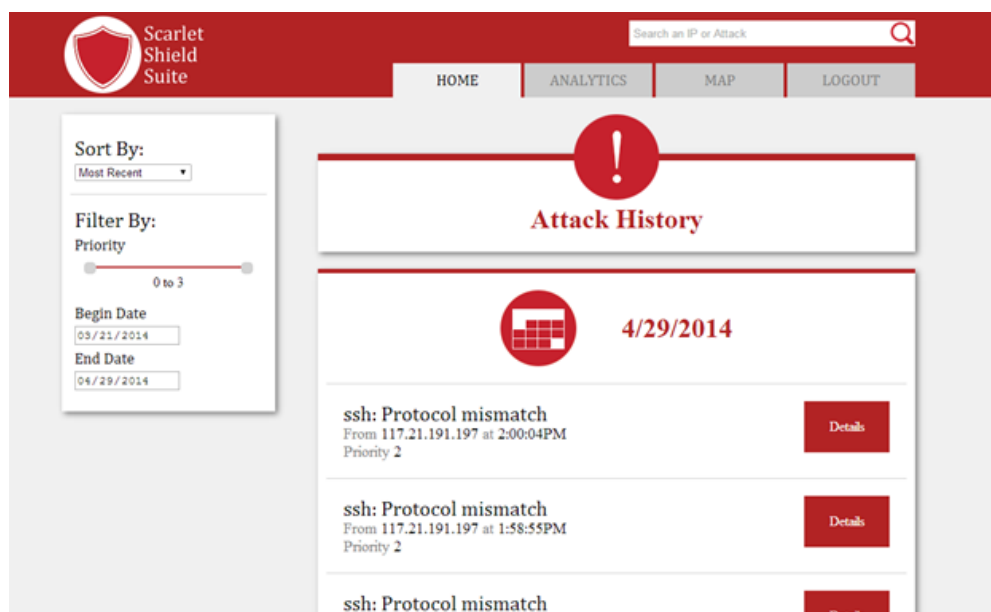 Scarlet
Shield
Suite
Search an IP or Attack
HOME
ANALYTICS
MAP
LOGOUT
Sort By:
Most Recent
Filter By:
Priority
0 to 3
Begin Date
03/21/2014
End Date
04/29/2014
!
Attack History
4/29/2014
ssh: Protocol mismatch
From 117.21.191.197 at 2:00:04PM
Priority 2
Details
ssh: Protocol mismatch
From 117.21.191.197 at 1:58:55PM
Priority 2
Details
ssh: Protocol mismatch
Details